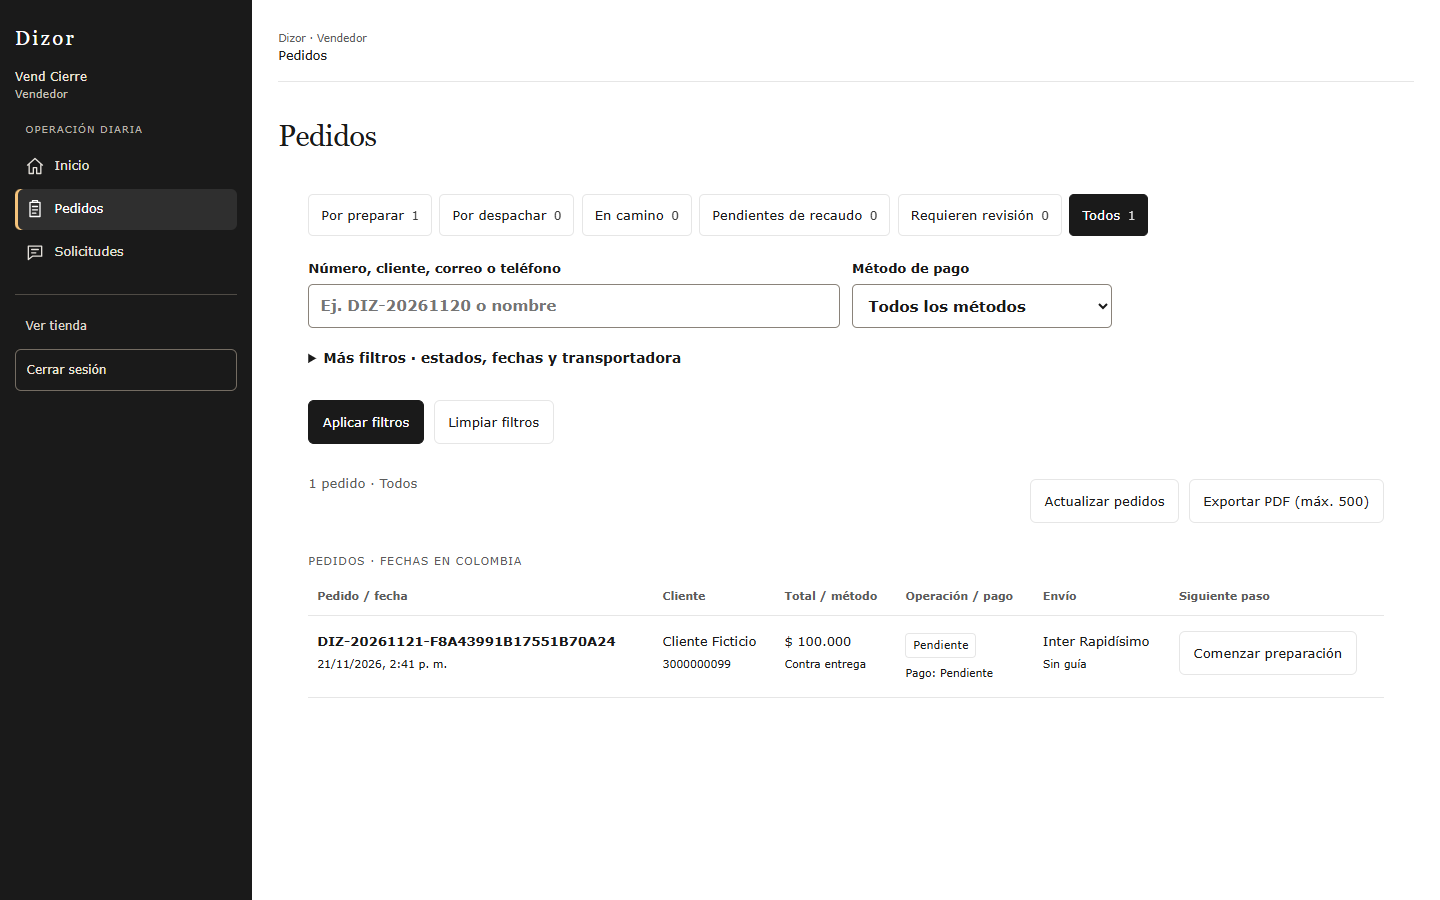 Dizor
Vend Cierre
Vendedor
OPERACIÓN DIARIA
Inicio
Pedidos
Solicitudes
Ver tienda
Cerrar sesión
Dizor · Vendedor
Pedidos
Pedidos
Por preparar 1 Por despachar 0 En camino 0 Pendientes de recaudo 0 Requieren revisión 0 Todos 1
Número, cliente, correo o teléfono Método de pago
Ej. DIZ-20261120 o nombre Todos los métodos
Más filtros · estados, fechas y transportadora
Aplicar filtros Limpiar filtros
1 pedido · Todos
Actualizar pedidos Exportar PDF (máx. 500)
PEDIDOS · FECHAS EN COLOMBIA
Pedido / fecha Cliente Total / método Operación / pago Envío Siguiente paso
DIZ-20261121-F8A43991B17551B70A24 Cliente Ficticio $ 100.000 Pendiente Inter Rapidísimo Comenzar preparación
21/11/2026, 2:41 p. m. 3000000099 Contra entrega Pago: Pendiente Sin guía